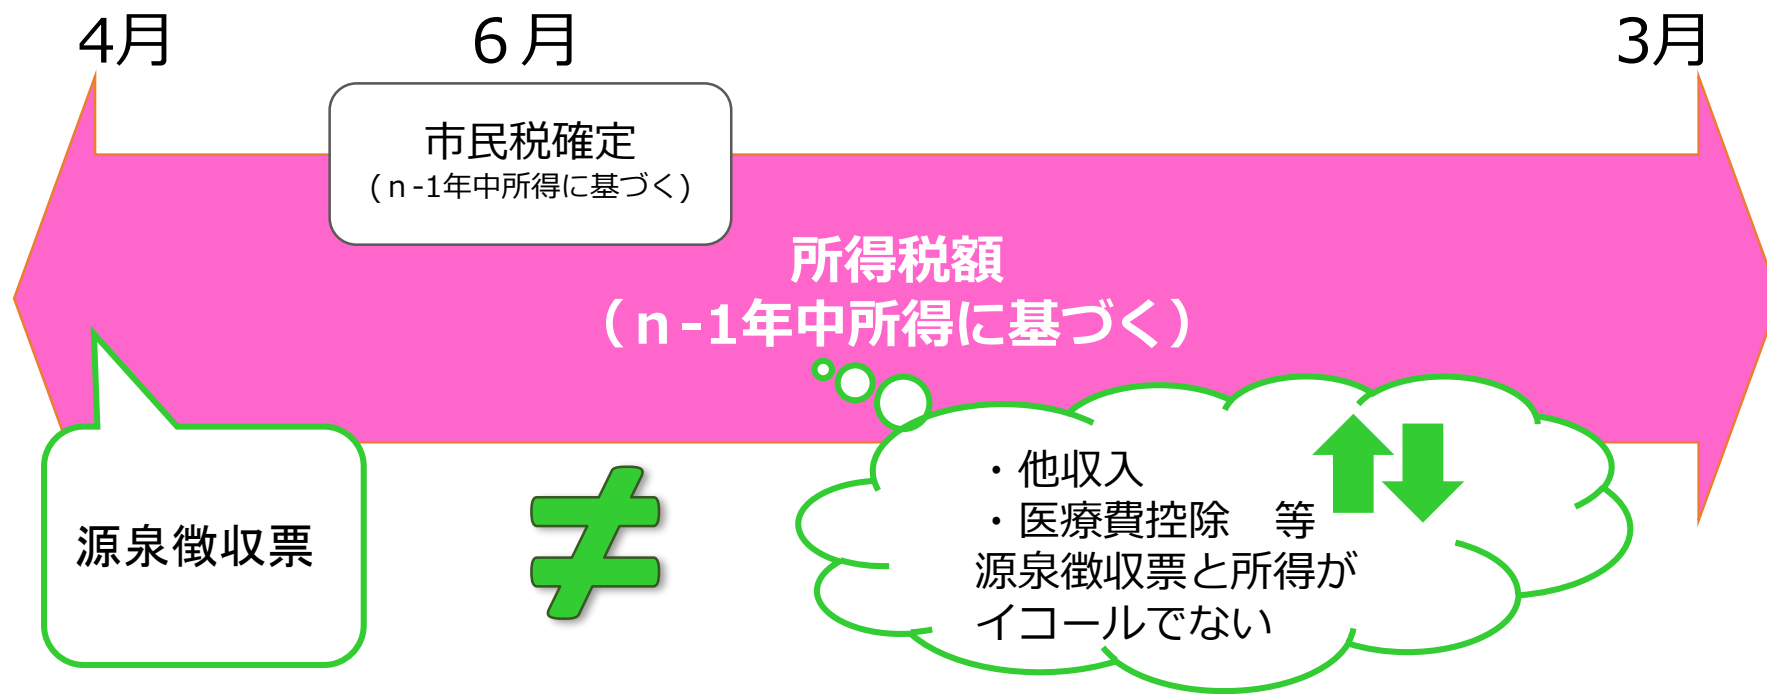 4月
６月
3月
市民税確定
(ｎ-1年中所得に基づく)
所得税額
（ｎ-1年中所得に基づく）
源泉徴収票
≠
・他収入
・医療費控除　等
源泉徴収票と所得が
イコールでない